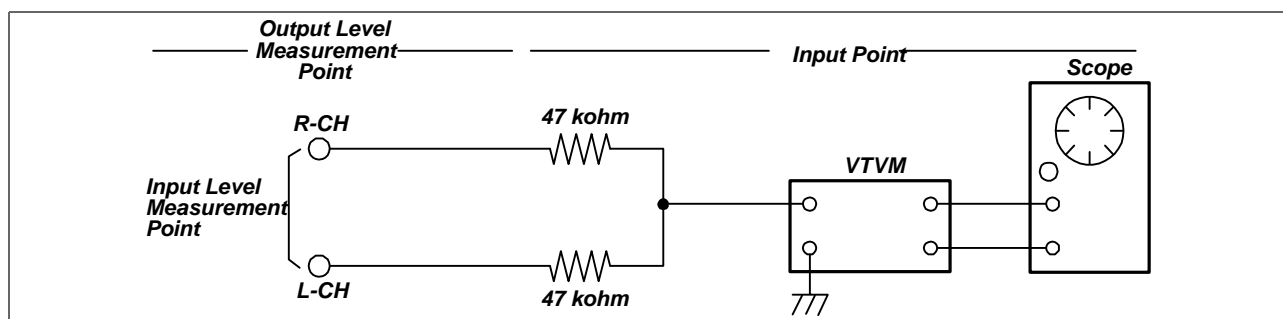 Output Level
Measurement
Point
Input Point
Scope
R-CH
47 kohm
VTVM
Input Level
Measurement
Point
L-CH
47 kohm